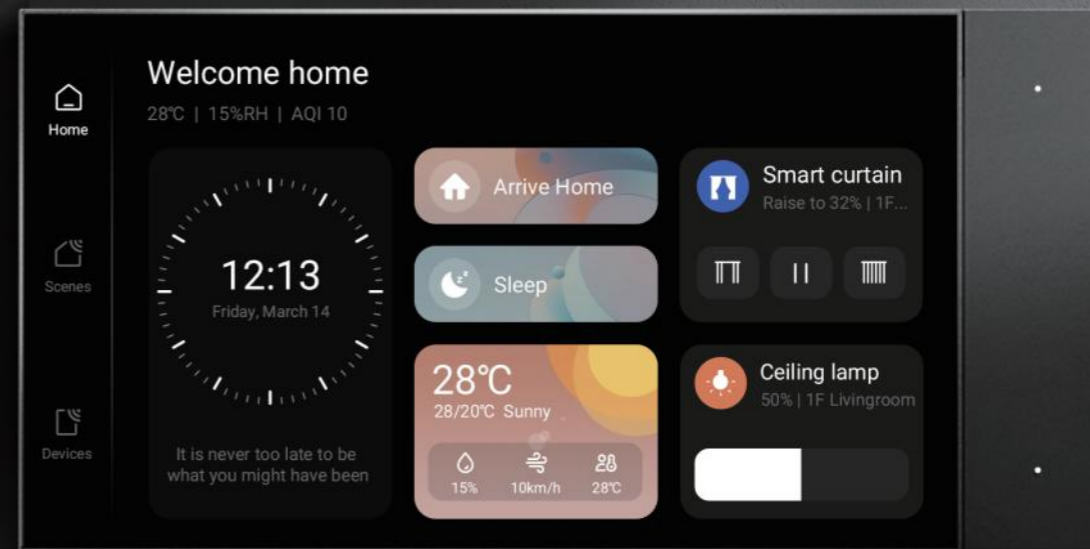 Welcome home
28℃ | 15%RH | AQI 10
Home
Scenes
Devices
12:13
Friday, March 14
It is never too late to be
what you might have been
Arrive Home
Sleep
28℃
28/20℃ Sunny
15%
10km/h
28℃
Smart curtain
Raise to 32% | 1F...
Ceiling lamp
50% | 1F Livingroom